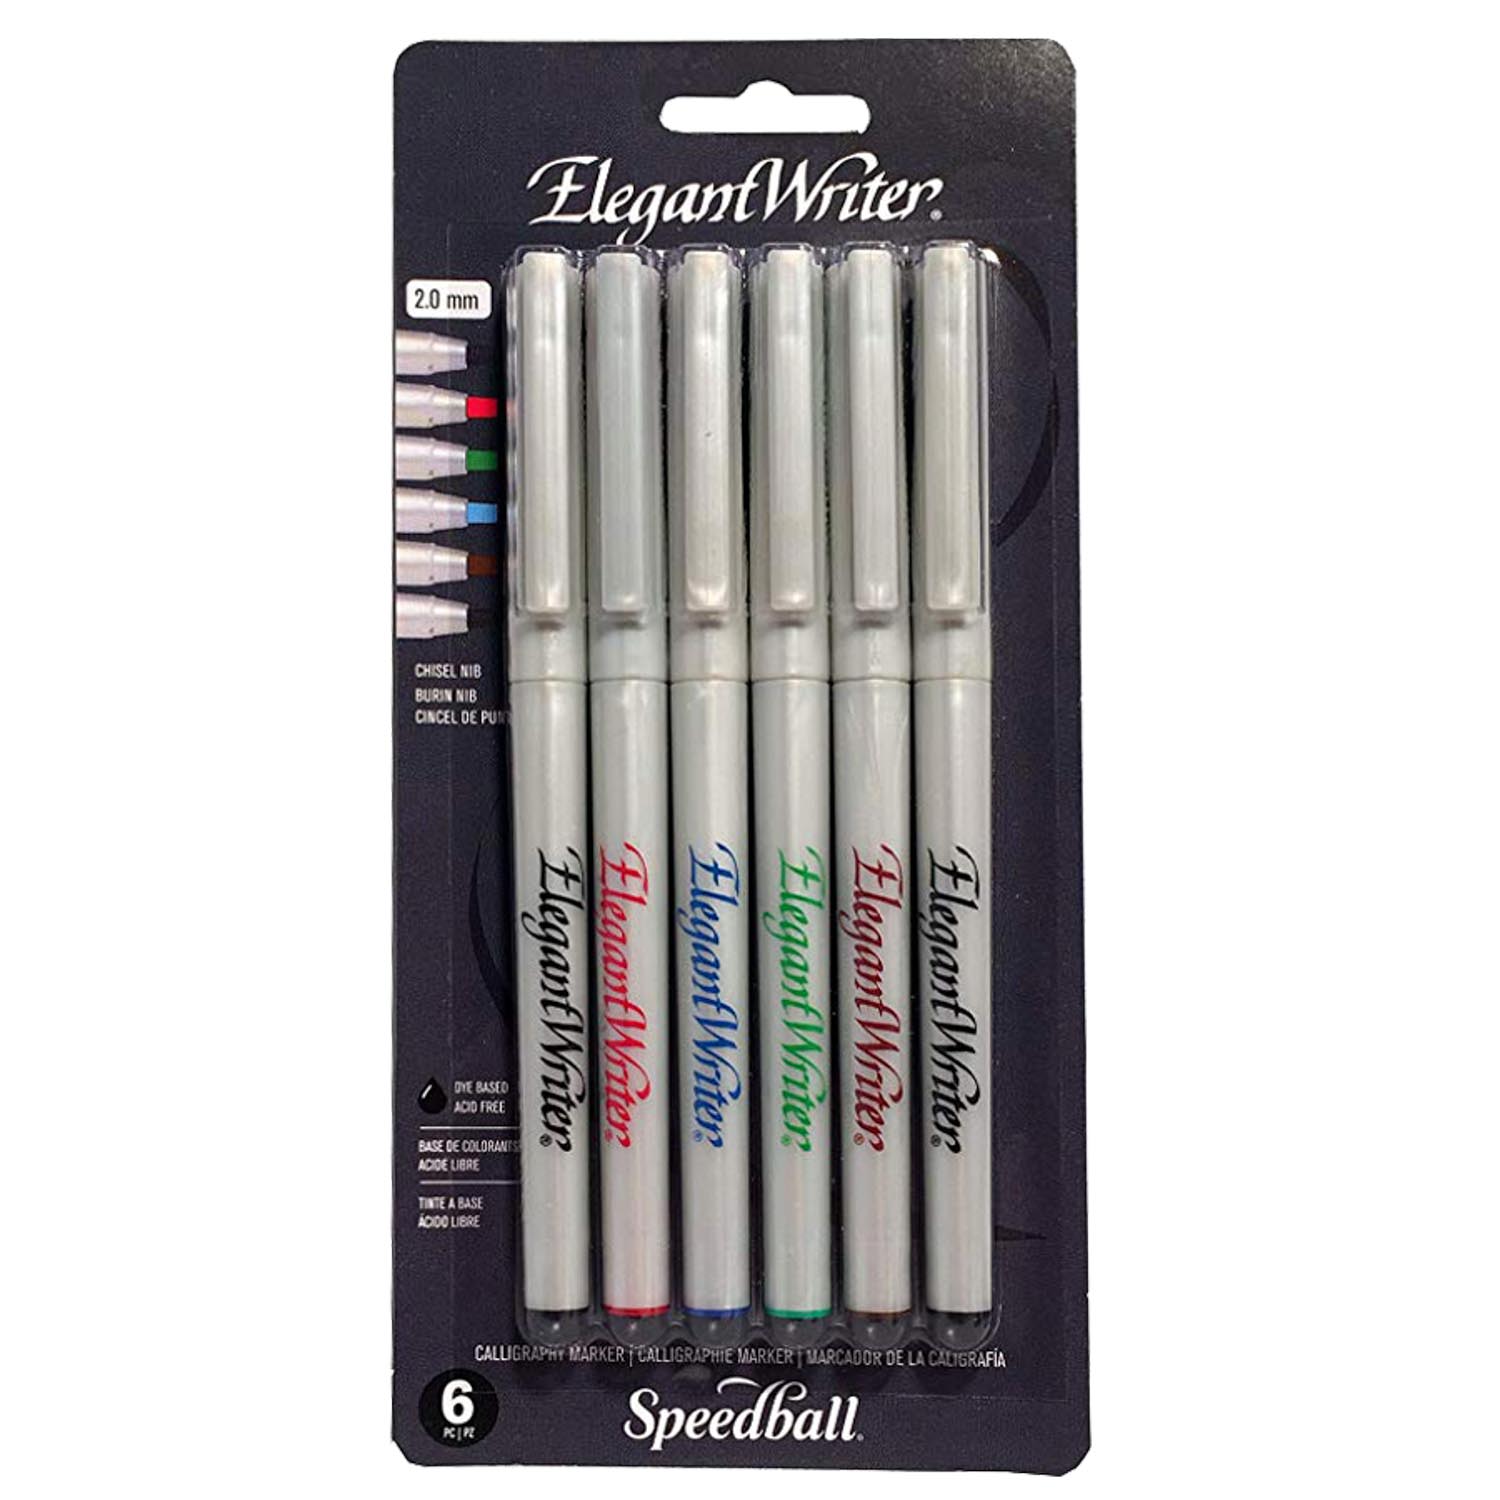 ElegantWriter®
2.0 mm
CHISEL NIB
BURIN NIB
CINCEL DE
ElegantWriter®
ElegantWriter®
ElegantWriter®
ElegantWriter®
ElegantWriter®
ElegantWriter®
DYE BASED
ACID FREE
BASE DE COLORANTS
ACIDE LIBRE
TINTE A BASE
ÁCIDO LIBRE
CALLIGRAPHY MARKER | CALLIGRAPHIE MARKER | MARCADOR DE LA CALIGRAFÍA
6
PC | PZ
Speedball®